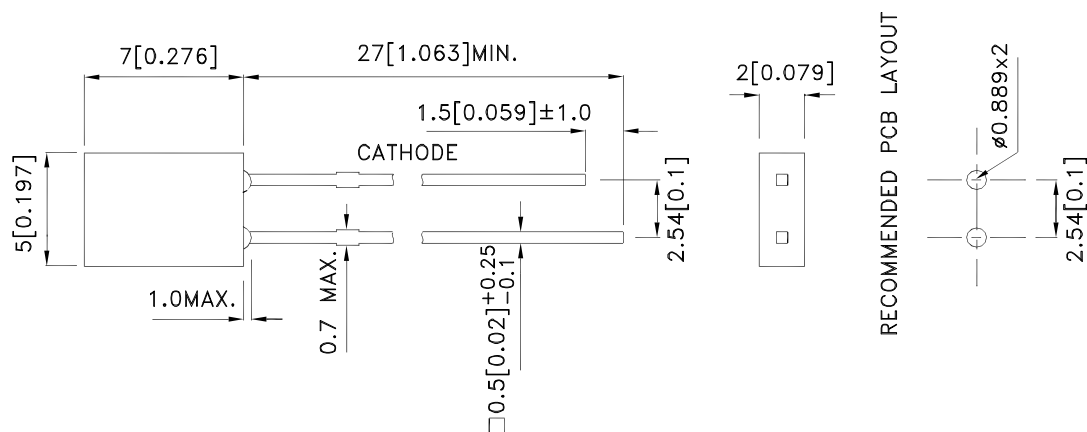 7[0.276]
27[1.063]MIN.
1.5[0.059]±1.0
CATHODE
5[0.197]
1.0MAX.
0.7 MAX.
□0.5[0.02]+0.25
-0.1
2.54[0.1]
2[0.079]
RECOMMENDED PCB LAYOUT
ø0.889x2
2.54[0.1]